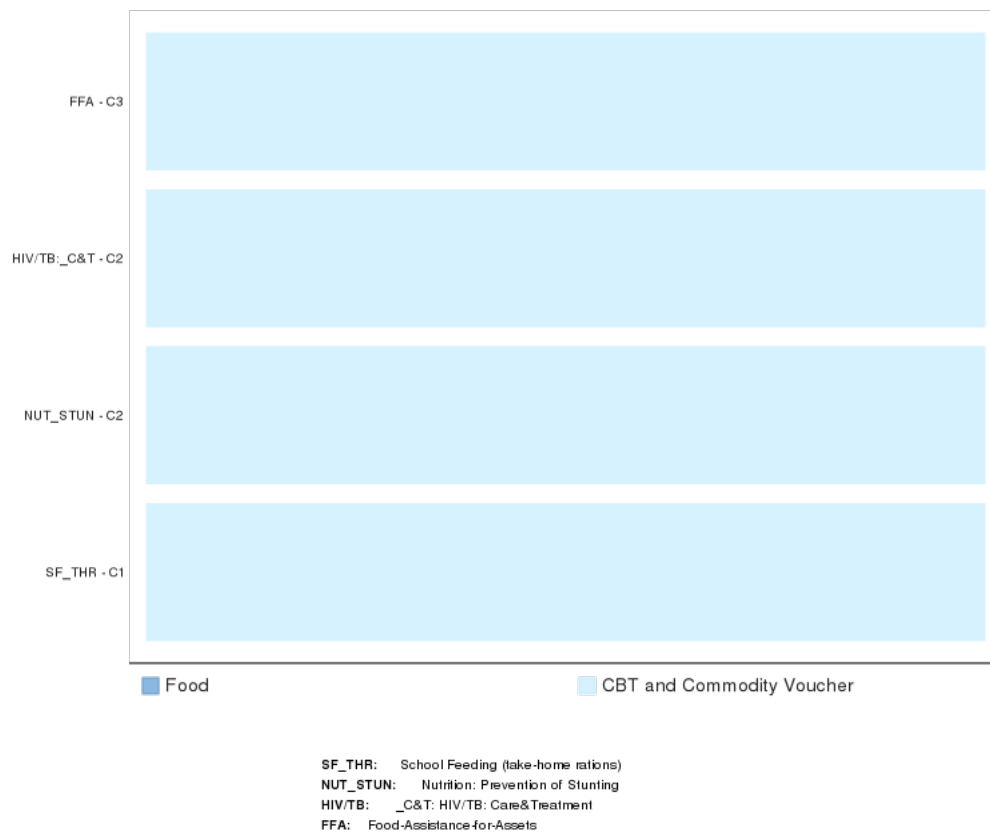 FFA - C3
HIV/TB:_C&T - C2
NUT_STUN - C2
SF_THR - C1
Food
CBT and Commodity Voucher
SF_THR: School Feeding (take-home rations)
NUT_STUN: Nutrition: Prevention of Stunting
HIV/TB: _C&T: HIV/TB: Care&Treatment
FFA: Food-Assistance-for-Assets